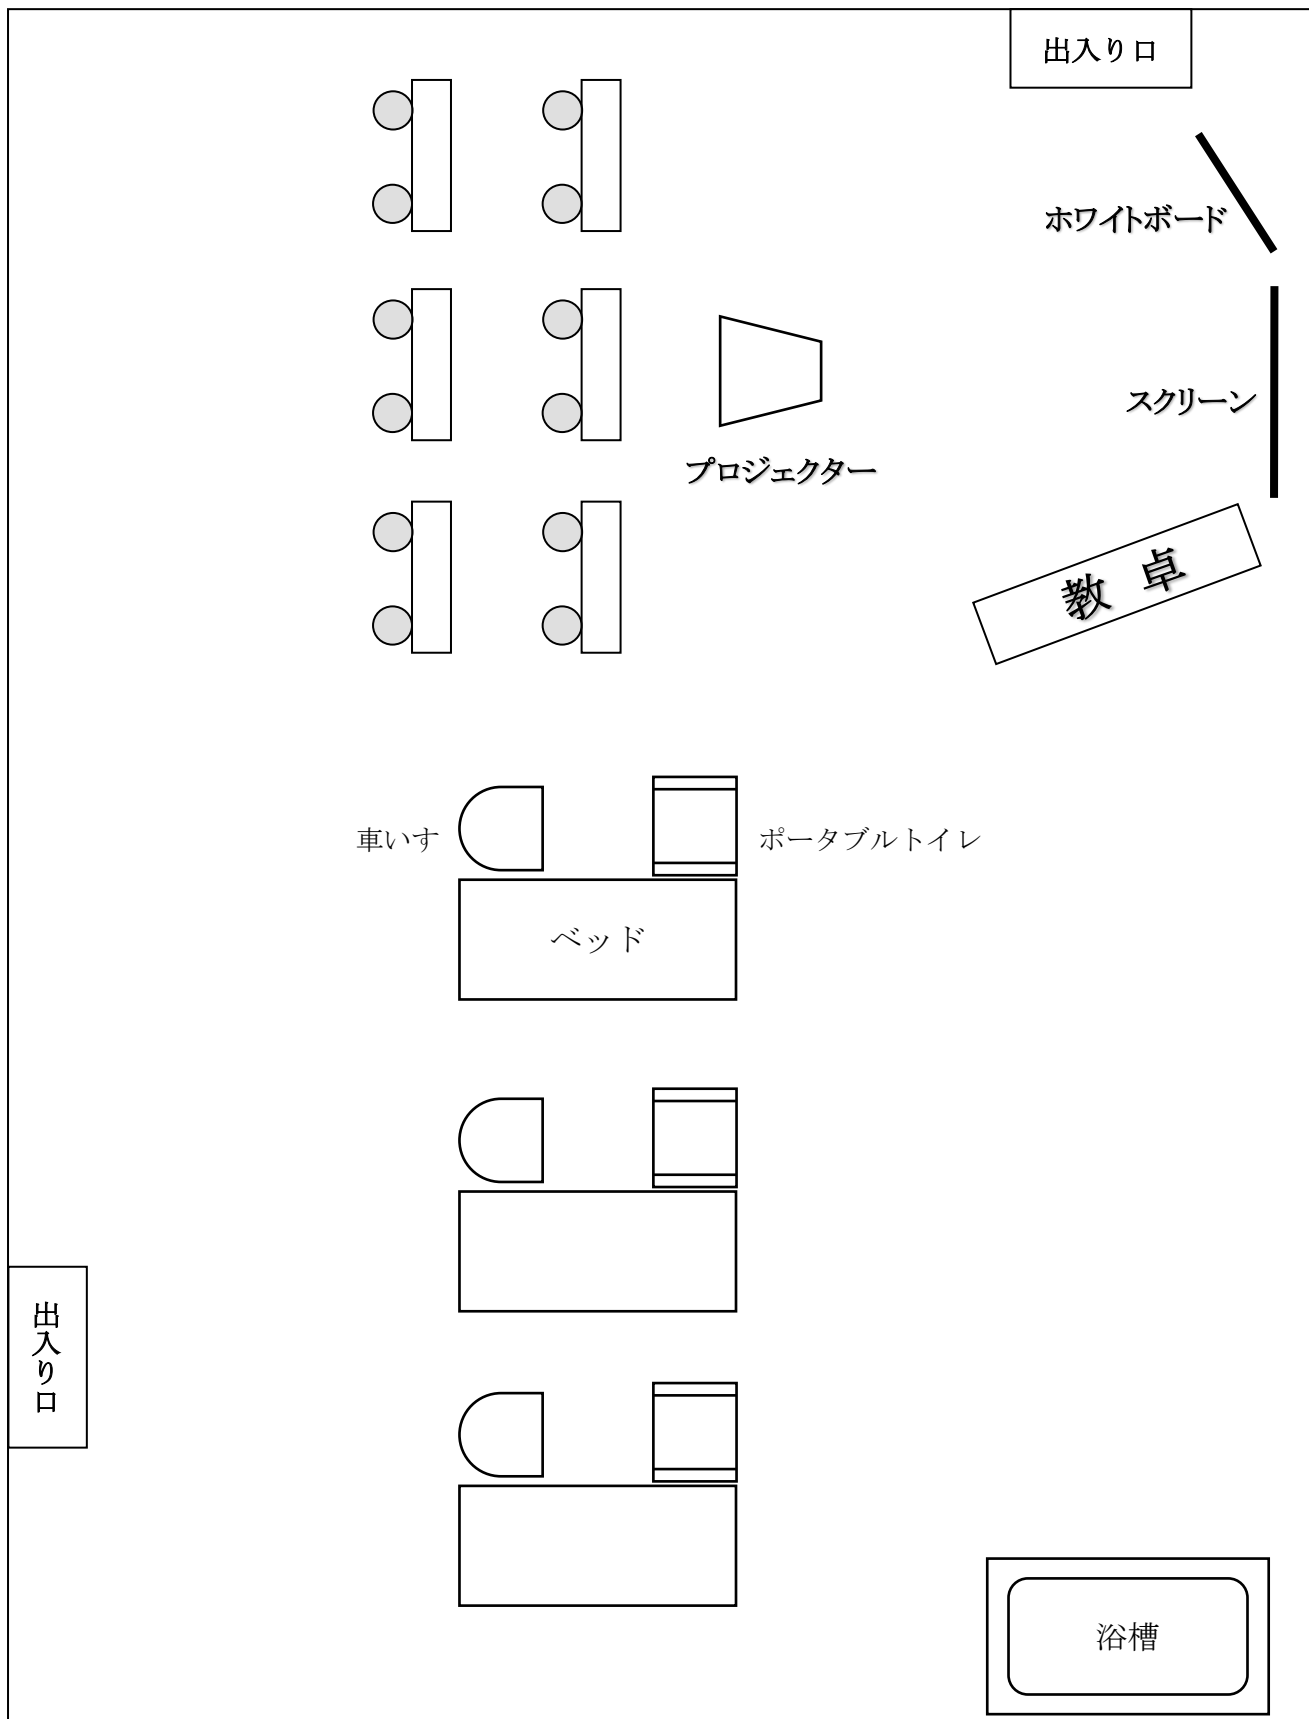 出入り口
ホワイトボード
スクリーン
プロジェクター
教 卓
車いす
ポータブルトイレ
ベッド
出入り口
浴槽